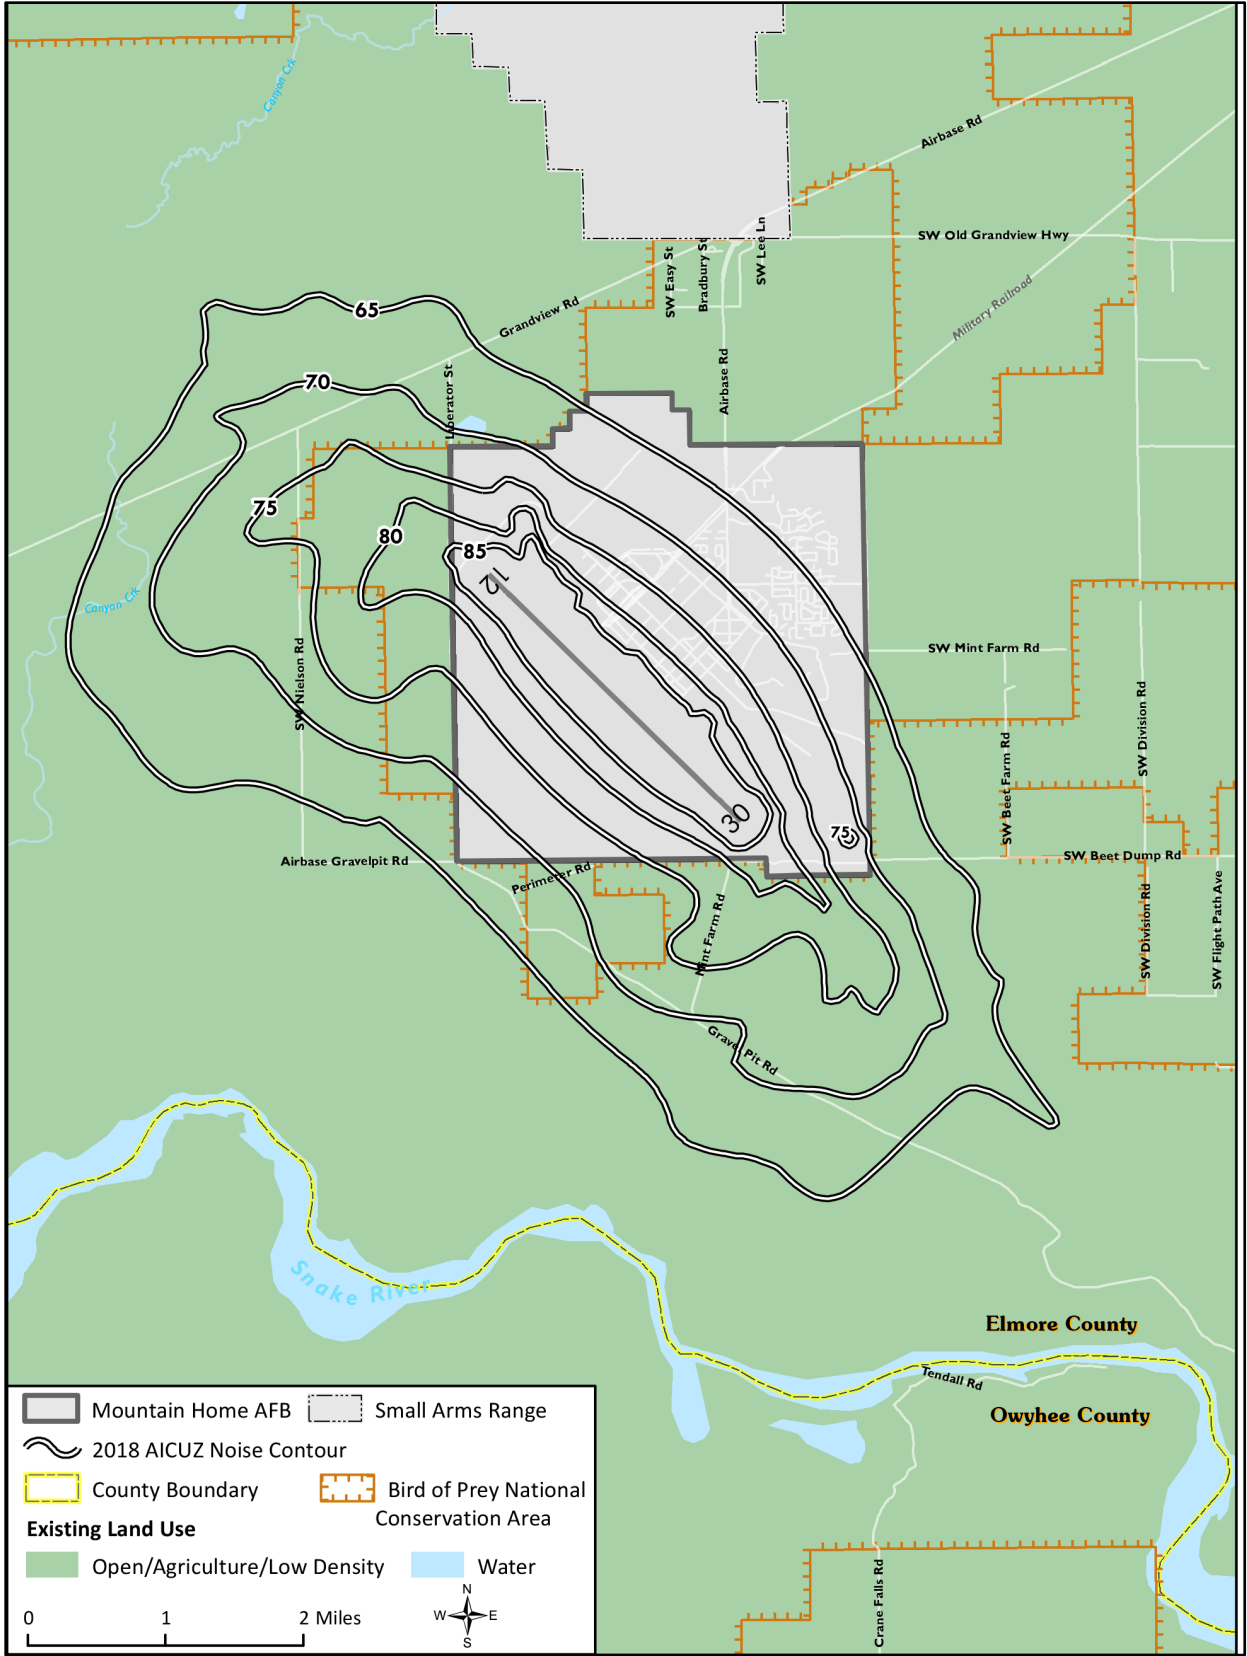 Canyon Crk
Airbase Rd
SW Old Grandview Hwy
SW Easy St
Bradbury St
SW Lee Ln
Military Railroad
65
Grandview Rd
70
Liberator St
Airbase Rd
75
80
85
12
Canyon Crk
SW Nielson Rd
SW Mint Farm Rd
SW Division Rd
SW Beet Farm Rd
30
75
Airbase Gravelpit Rd
SW Beet Dump Rd
Perimeter Rd
Mint Farm Rd
SW Division Rd
SW Flight Path Ave
Gravel Pit Rd
Snake River
Elmore County
Tendall Rd
Owyhee County
Crane Falls Rd
Mountain Home AFB
Small Arms Range
2018 AICUZ Noise Contour
County Boundary
Bird of Prey National
Conservation Area
Existing Land Use
Open/Agriculture/Low Density
Water
N
W E
S
0 1 2 Miles